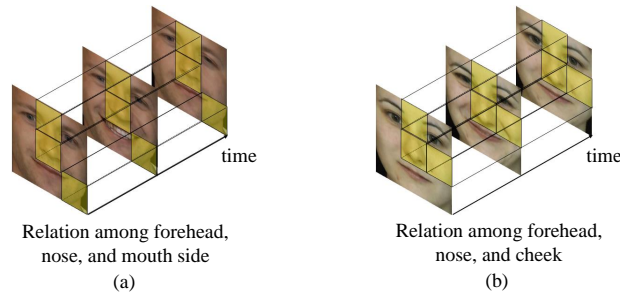 time
Relation among forehead,
nose, and mouth side
(a)
time
Relation among forehead,
nose, and cheek
(b)